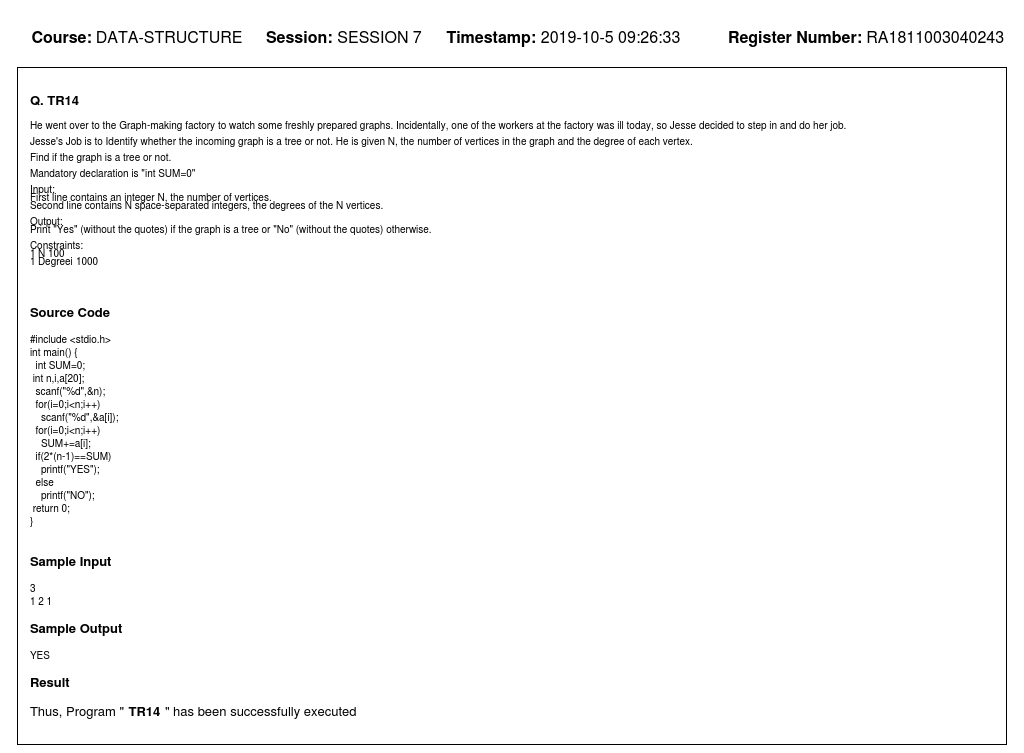 Course: DATA-STRUCTURE Session: SESSION 7 Timestamp: 2019-10-5 09:26:33 Register Number: RA1811003040243
Q. TR14
He went over to the Graph-making factory to watch some freshly prepared graphs. Incidentally, one of the workers at the factory was ill today, so Jesse decided to step in and do her job.
Jesse's Job is to Identify whether the incoming graph is a tree or not. He is given N, the number of vertices in the graph and the degree of each vertex.
Find if the graph is a tree or not.
Mandatory declaration is "int SUM=0"
Input:
First line contains an integer N, the number of vertices.
Second line contains N space-separated integers, the degrees of the N vertices.
Output:
Print "Yes" (without the quotes) if the graph is a tree or "No" (without the quotes) otherwise.
Constraints:
1 N 100
1 Degreei 1000
Source Code
#include <stdio.h>
int main() {
int SUM=0;
int n,i,a[20];
scanf("%d",&n);
for(i=0;i<n;i++)
scanf("%d",&a[i]);
for(i=0;i<n;i++)
SUM+=a[i];
if(2*(n-1)==SUM)
printf("YES");
else
printf("NO");
return 0;
}
Sample Input
3
1 2 1
Sample Output
YES
Result
Thus, Program " TR14 " has been successfully executed